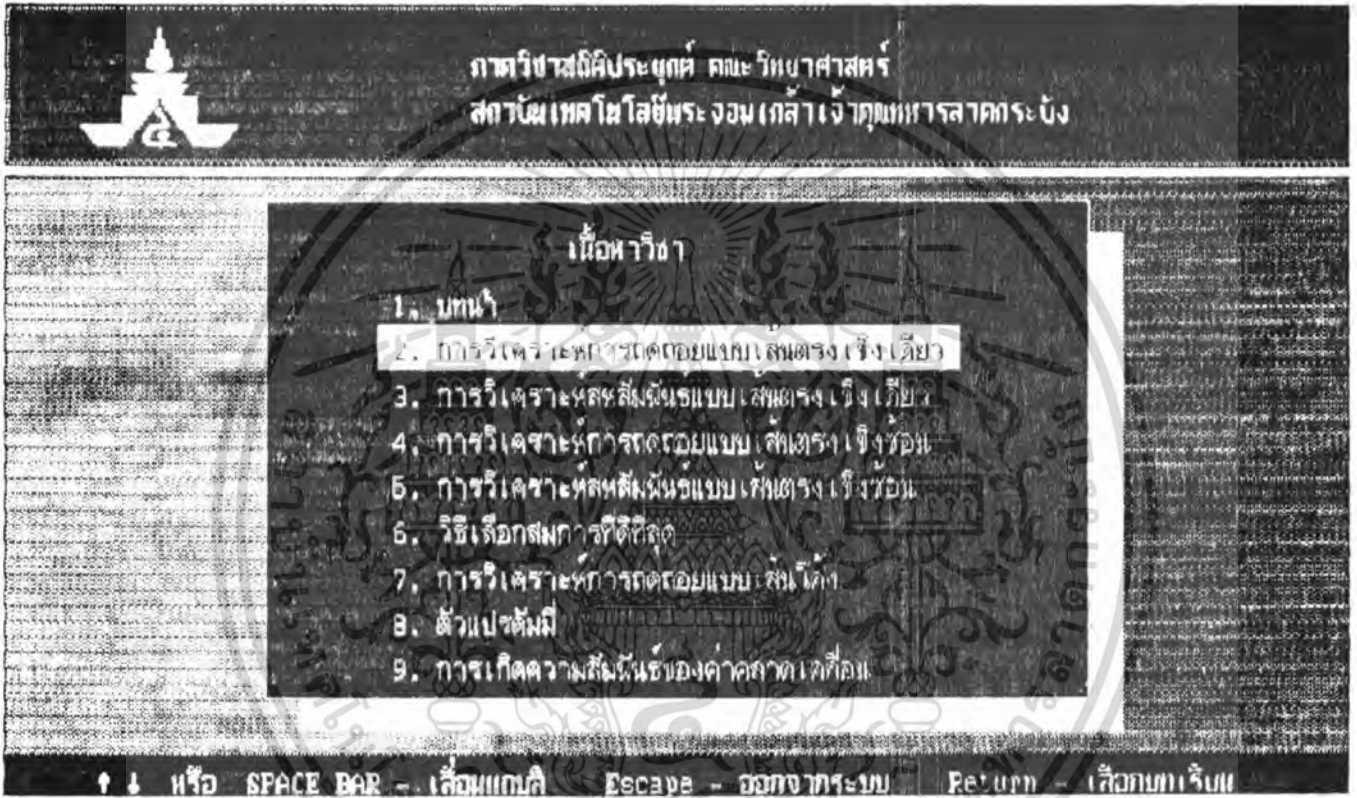 ภาควิชาสถิติประยุกต์ คณะวิทยาศาสตร์
สถาบันเทคโนโลยีพระจอมเกล้าเจ้าคุณทหารลาดกระบัง
เนื้อหาวิชา
1. บทนำ
2. การวิเคราะห์การถดถอยแบบเส้นตรงเชิงเดียว
3. การวิเคราะห์สหสัมพันธ์แบบเส้นตรงเชิงเดียว
4. การวิเคราะห์การถดถอยแบบเส้นตรงเชิงซ้อน
5. การวิเคราะห์สหสัมพันธ์แบบเส้นตรงเชิงซ้อน
6. วิธีเลือกสมการที่ดีที่สุด
7. การวิเคราะห์การถดถอยแบบเส้นโค้ง
8. ตัวแปรดัมมี
9. การเกิดความสัมพันธ์ของค่าคลาดเคลื่อน
↑ ↓ หรือ SPACE BAR - เลื่อนแถบสี Escape - ออกจากระบบ Return - เลือกบทเรียน